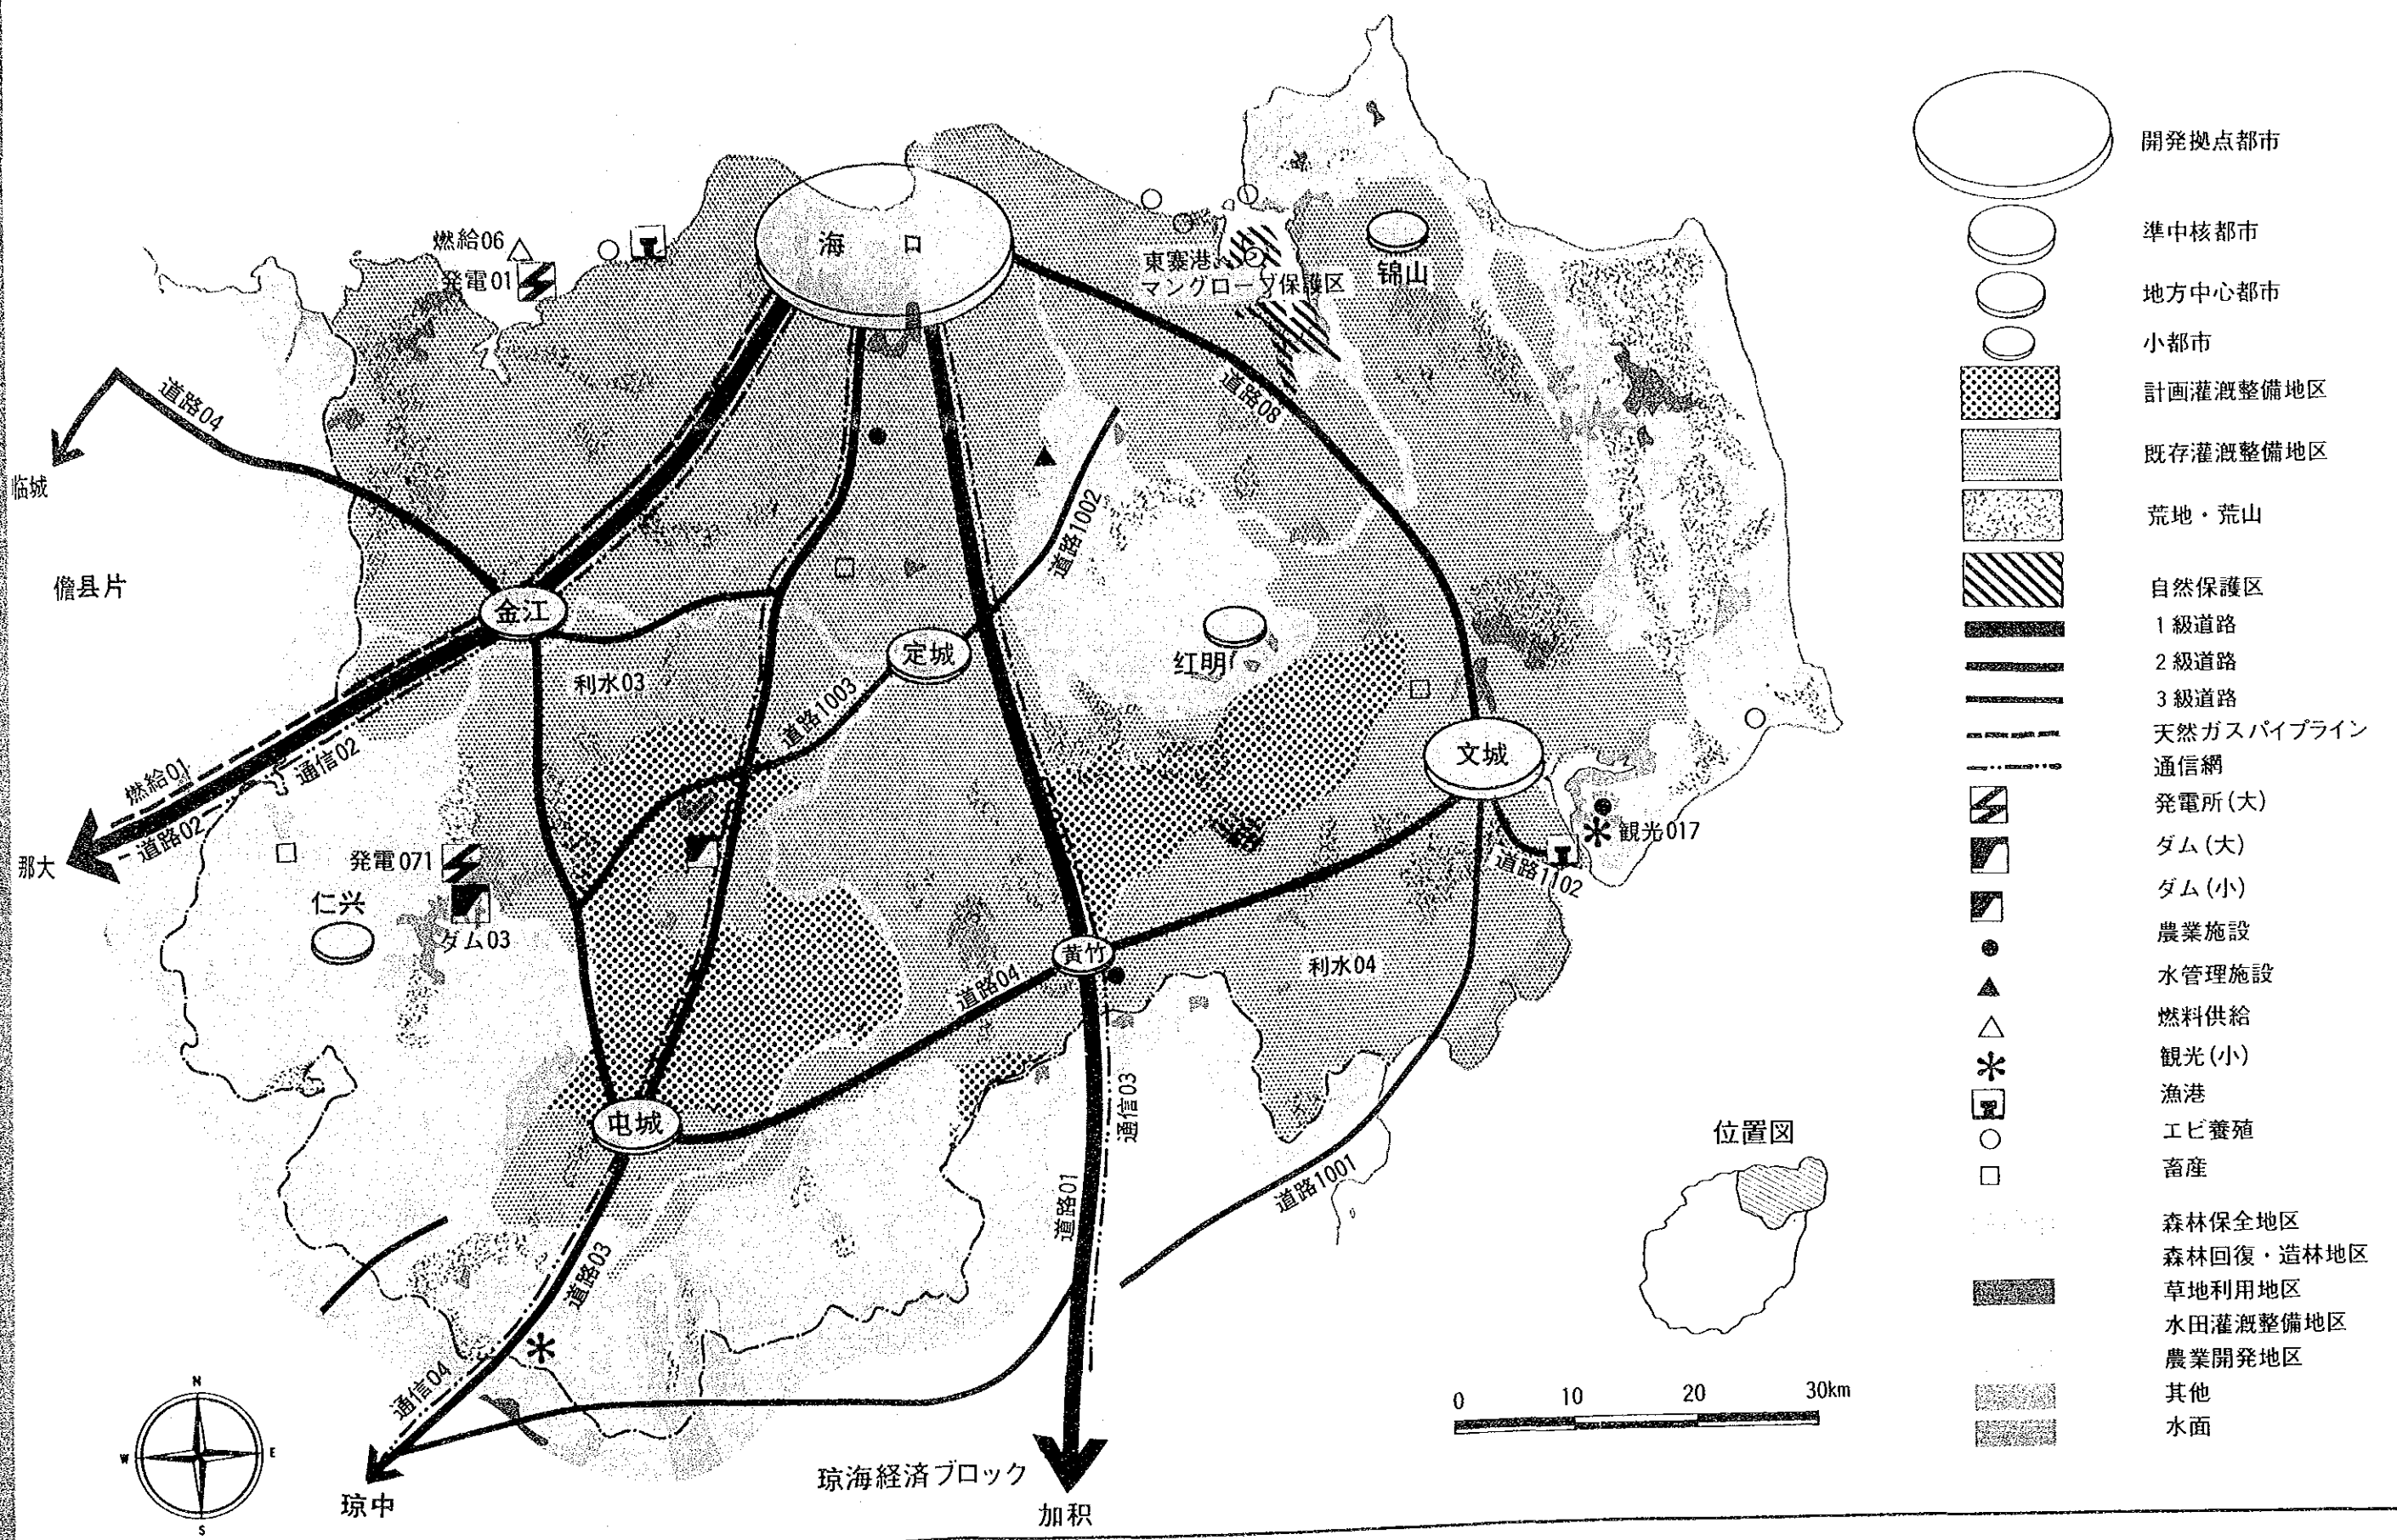 海 口
燃給06
発電01
東寨港
マングローブ保護区
锦山
道路04
道路08
临城
儋县片
道路1002
金江
定城
红明
利水03
道路1003
文城
燃給01
通信02
道路02
那大
発電071
仁兴
ダム03
観光017
道路1102
黄竹
利水04
道路04
屯城
通信03
道路01
道路1001
道路03
通信04
琼中
琼海経済ブロック
加积
N
W
E
S
位置図
0 10 20 30km
開発拠点都市
準中核都市
地方中心都市
小都市
計画灌漑整備地区
既存灌漑整備地区
荒地・荒山
自然保護区
1級道路
2級道路
3級道路
天然ガスパイプライン
通信網
発電所(大)
ダム(大)
ダム(小)
農業施設
水管理施設
燃料供給
観光(小)
漁港
エビ養殖
畜産
森林保全地区
森林回復・造林地区
草地利用地区
水田灌漑整備地区
農業開発地区
其他
水面